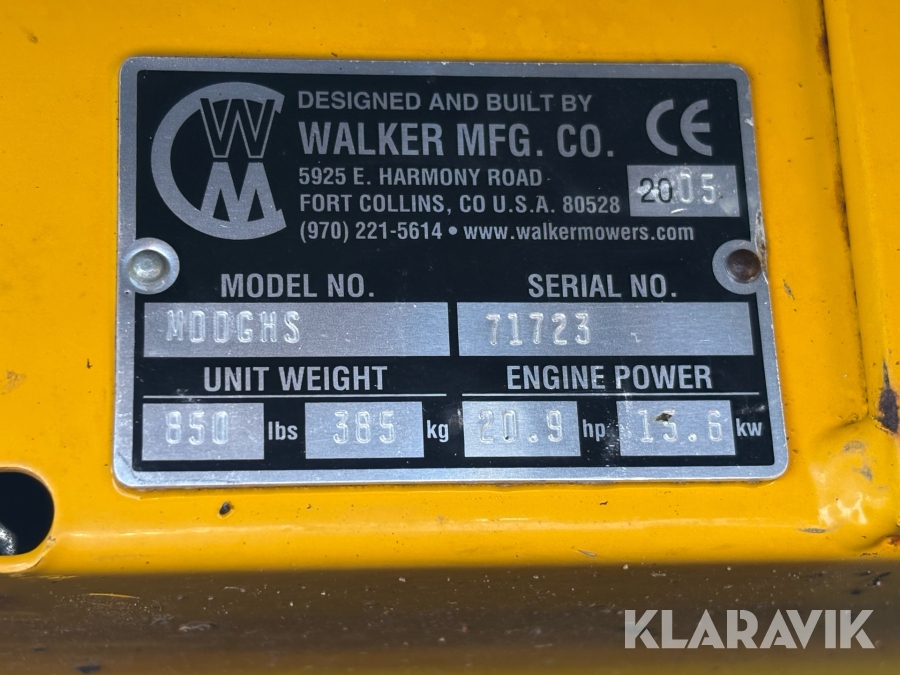 WM
DESIGNED AND BUILT BY
WALKER MFG. CO.
5925 E. HARMONY ROAD
FORT COLLINS, CO U.S.A. 80528
(970) 221-5614 • www.walkermowers.com
CE
2005
MODEL NO. SERIAL NO.
MDDGHS 71723
UNIT WEIGHT ENGINE POWER
850 lbs 385 kg 20.9 hp 15.6 kw
KLARAVIK